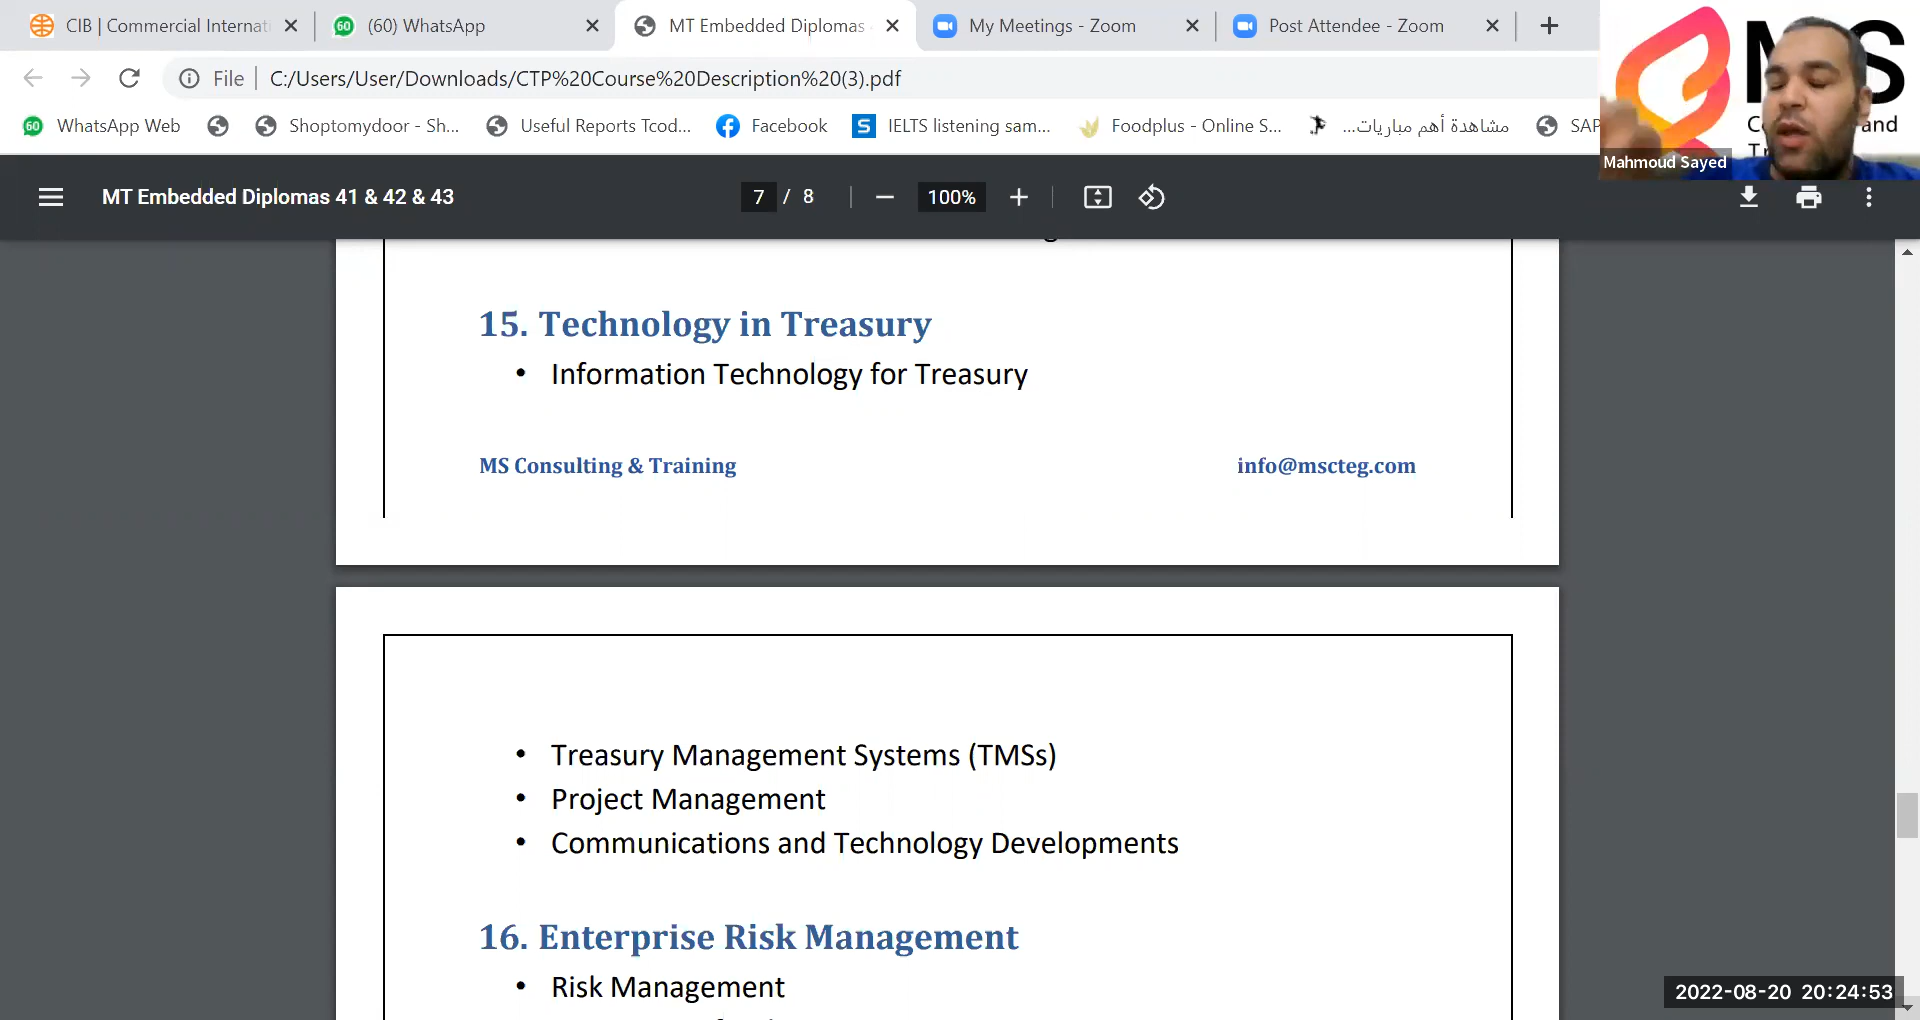 CIB | Commercial Internat
(60) WhatsApp
MT Embedded Diplomas
My Meetings - Zoom
Post Attendee - Zoom
File
C:/Users/User/Downloads/CTP%20Course%20Description%20(3).pdf
60 WhatsApp Web
Shoptomydoor - Sh...
Useful Reports Tcod...
Facebook
IELTS listening sam...
Foodplus - Online S...
مشاهدة أهم مباريات...
SAP
and
Mahmoud Sayed
MT Embedded Diplomas 41 & 42 & 43
7 / 8
100%
15. Technology in Treasury
• Information Technology for Treasury
MS Consulting & Training
info@mscteg.com
• Treasury Management Systems (TMSs)
• Project Management
• Communications and Technology Developments
16. Enterprise Risk Management
• Risk Management
2022-08-20 20:24:53